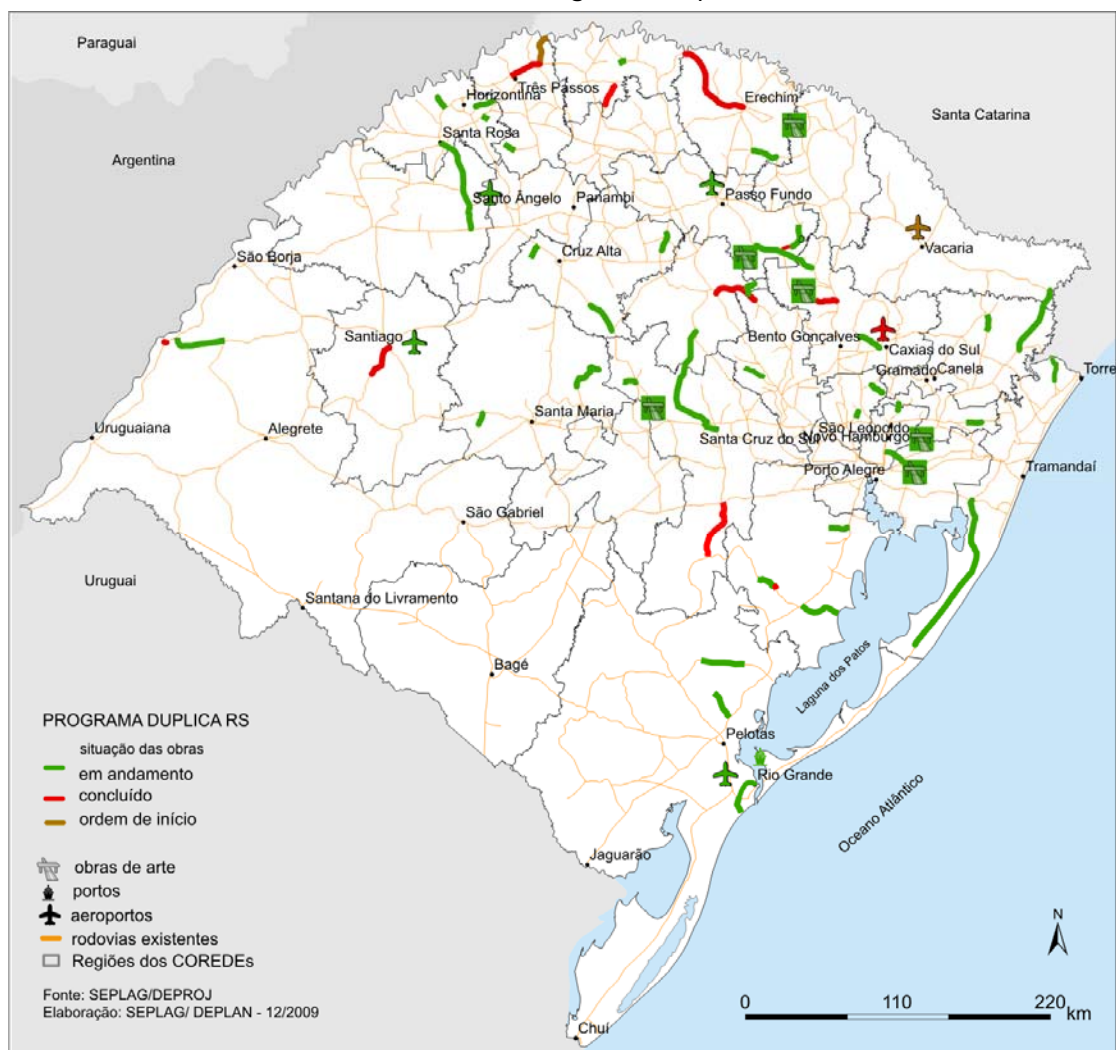 Paraguai
Três Passos
Horizontina
Erechim
Santa Catarina
Santa Rosa
Argentina
Santo Ângelo
Panambi
Passo Fundo
Vacaria
São Borja
Cruz Alta
Santiago
Bento Gonçalves
Caxias do Sul
Gramado
Canela
Torre
Santa Maria
Uruguaiana
Alegrete
Santa Cruz do Sul
São Leopoldo
Novo Hamburgo
Porto Alegre
Tramandaí
São Gabriel
Uruguai
Santana do Livramento
Bagé
Laguna dos Patos
Pelotas
Rio Grande
Oceano Atlântico
Jaguarão
Chuí
PROGRAMA DUPLICA RS
situação das obras
em andamento
concluído
ordem de início
obras de arte
portos
aeroportos
rodovias existentes
Regiões dos COREDEs
Fonte: SEPLAG/DEPROJ
Elaboração: SEPLAG/ DEPLAN - 12/2009
N
0 110 220
km